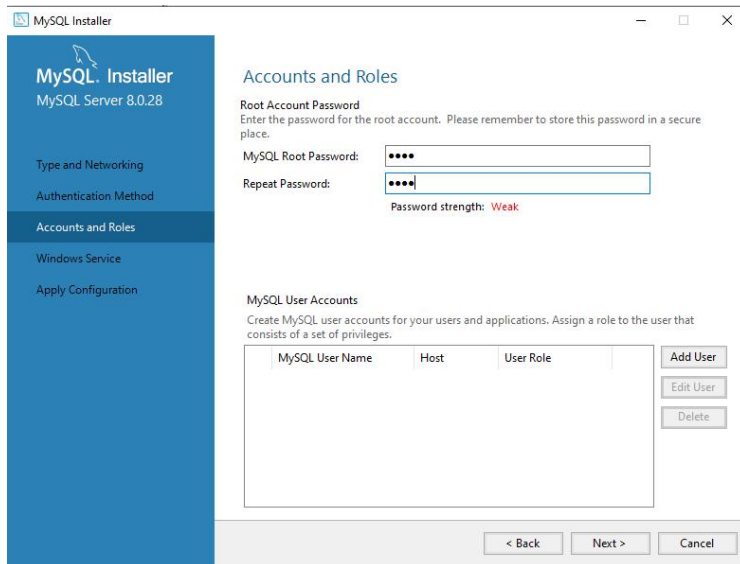 MySQL Installer
MySQL. Installer
MySQL Server 8.0.28
Type and Networking
Authentication Method
Accounts and Roles
Windows Service
Apply Configuration
Accounts and Roles
Root Account Password
Enter the password for the root account. Please remember to store this password in a secure
place.
MySQL Root Password: ●●●●
Repeat Password: ●●●●
Password strength: Weak
MySQL User Accounts
Create MySQL user accounts for your users and applications. Assign a role to the user that
consists of a set of privileges.
MySQL User Name Host User Role
Add User
Edit User
Delete
< Back Next > Cancel